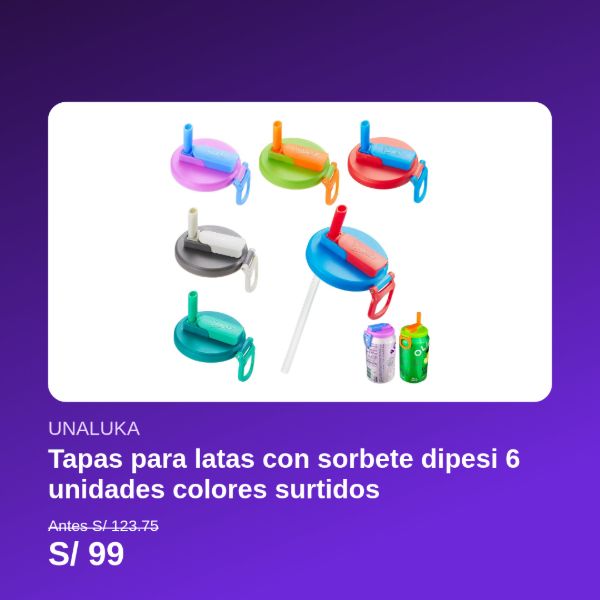 UNALUKA
Tapas para latas con sorbete dipesi 6
unidades colores surtidos
Antes S/ 123.75
S/ 99